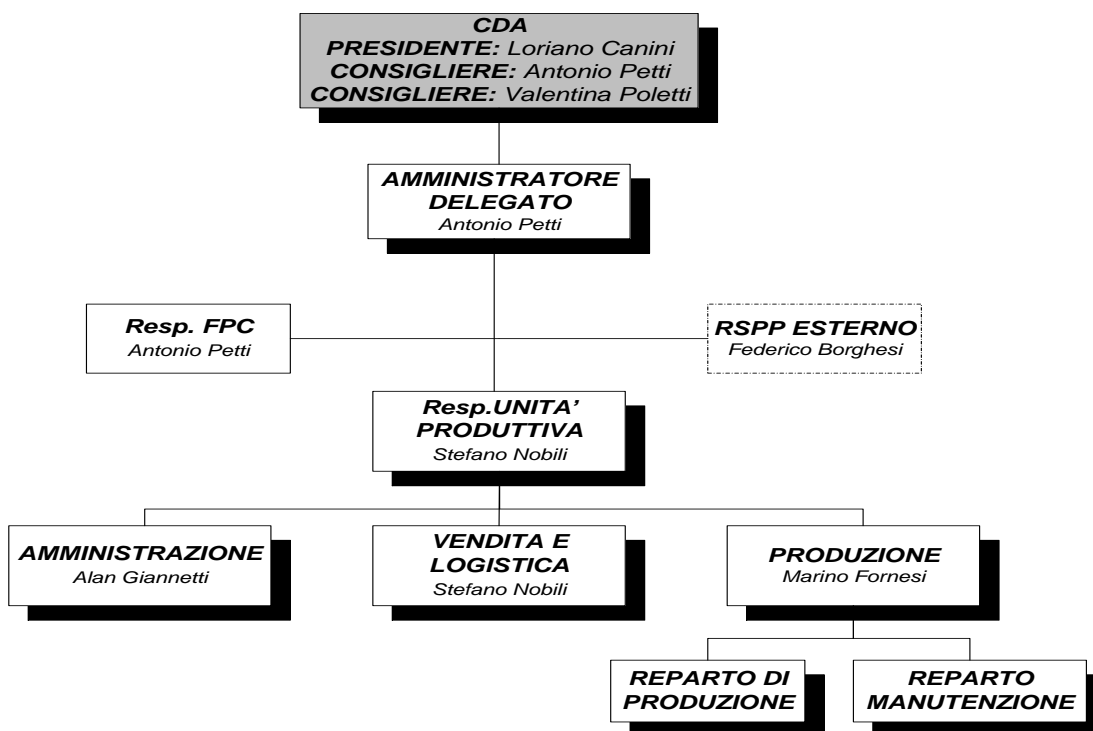 CDA
PRESIDENTE: Loriano Canini
CONSIGLIERE: Antonio Petti
CONSIGLIERE: Valentina Poletti
AMMINISTRATORE
DELEGATO
Antonio Petti
Resp. FPC
Antonio Petti
RSPP ESTERNO
Federico Borghesi
Resp.UNITA’
PRODUTTIVA
Stefano Nobili
AMMINISTRAZIONE
Alan Giannetti
VENDITA E
LOGISTICA
Stefano Nobili
PRODUZIONE
Marino Fornesi
REPARTO DI
PRODUZIONE
REPARTO
MANUTENZIONE